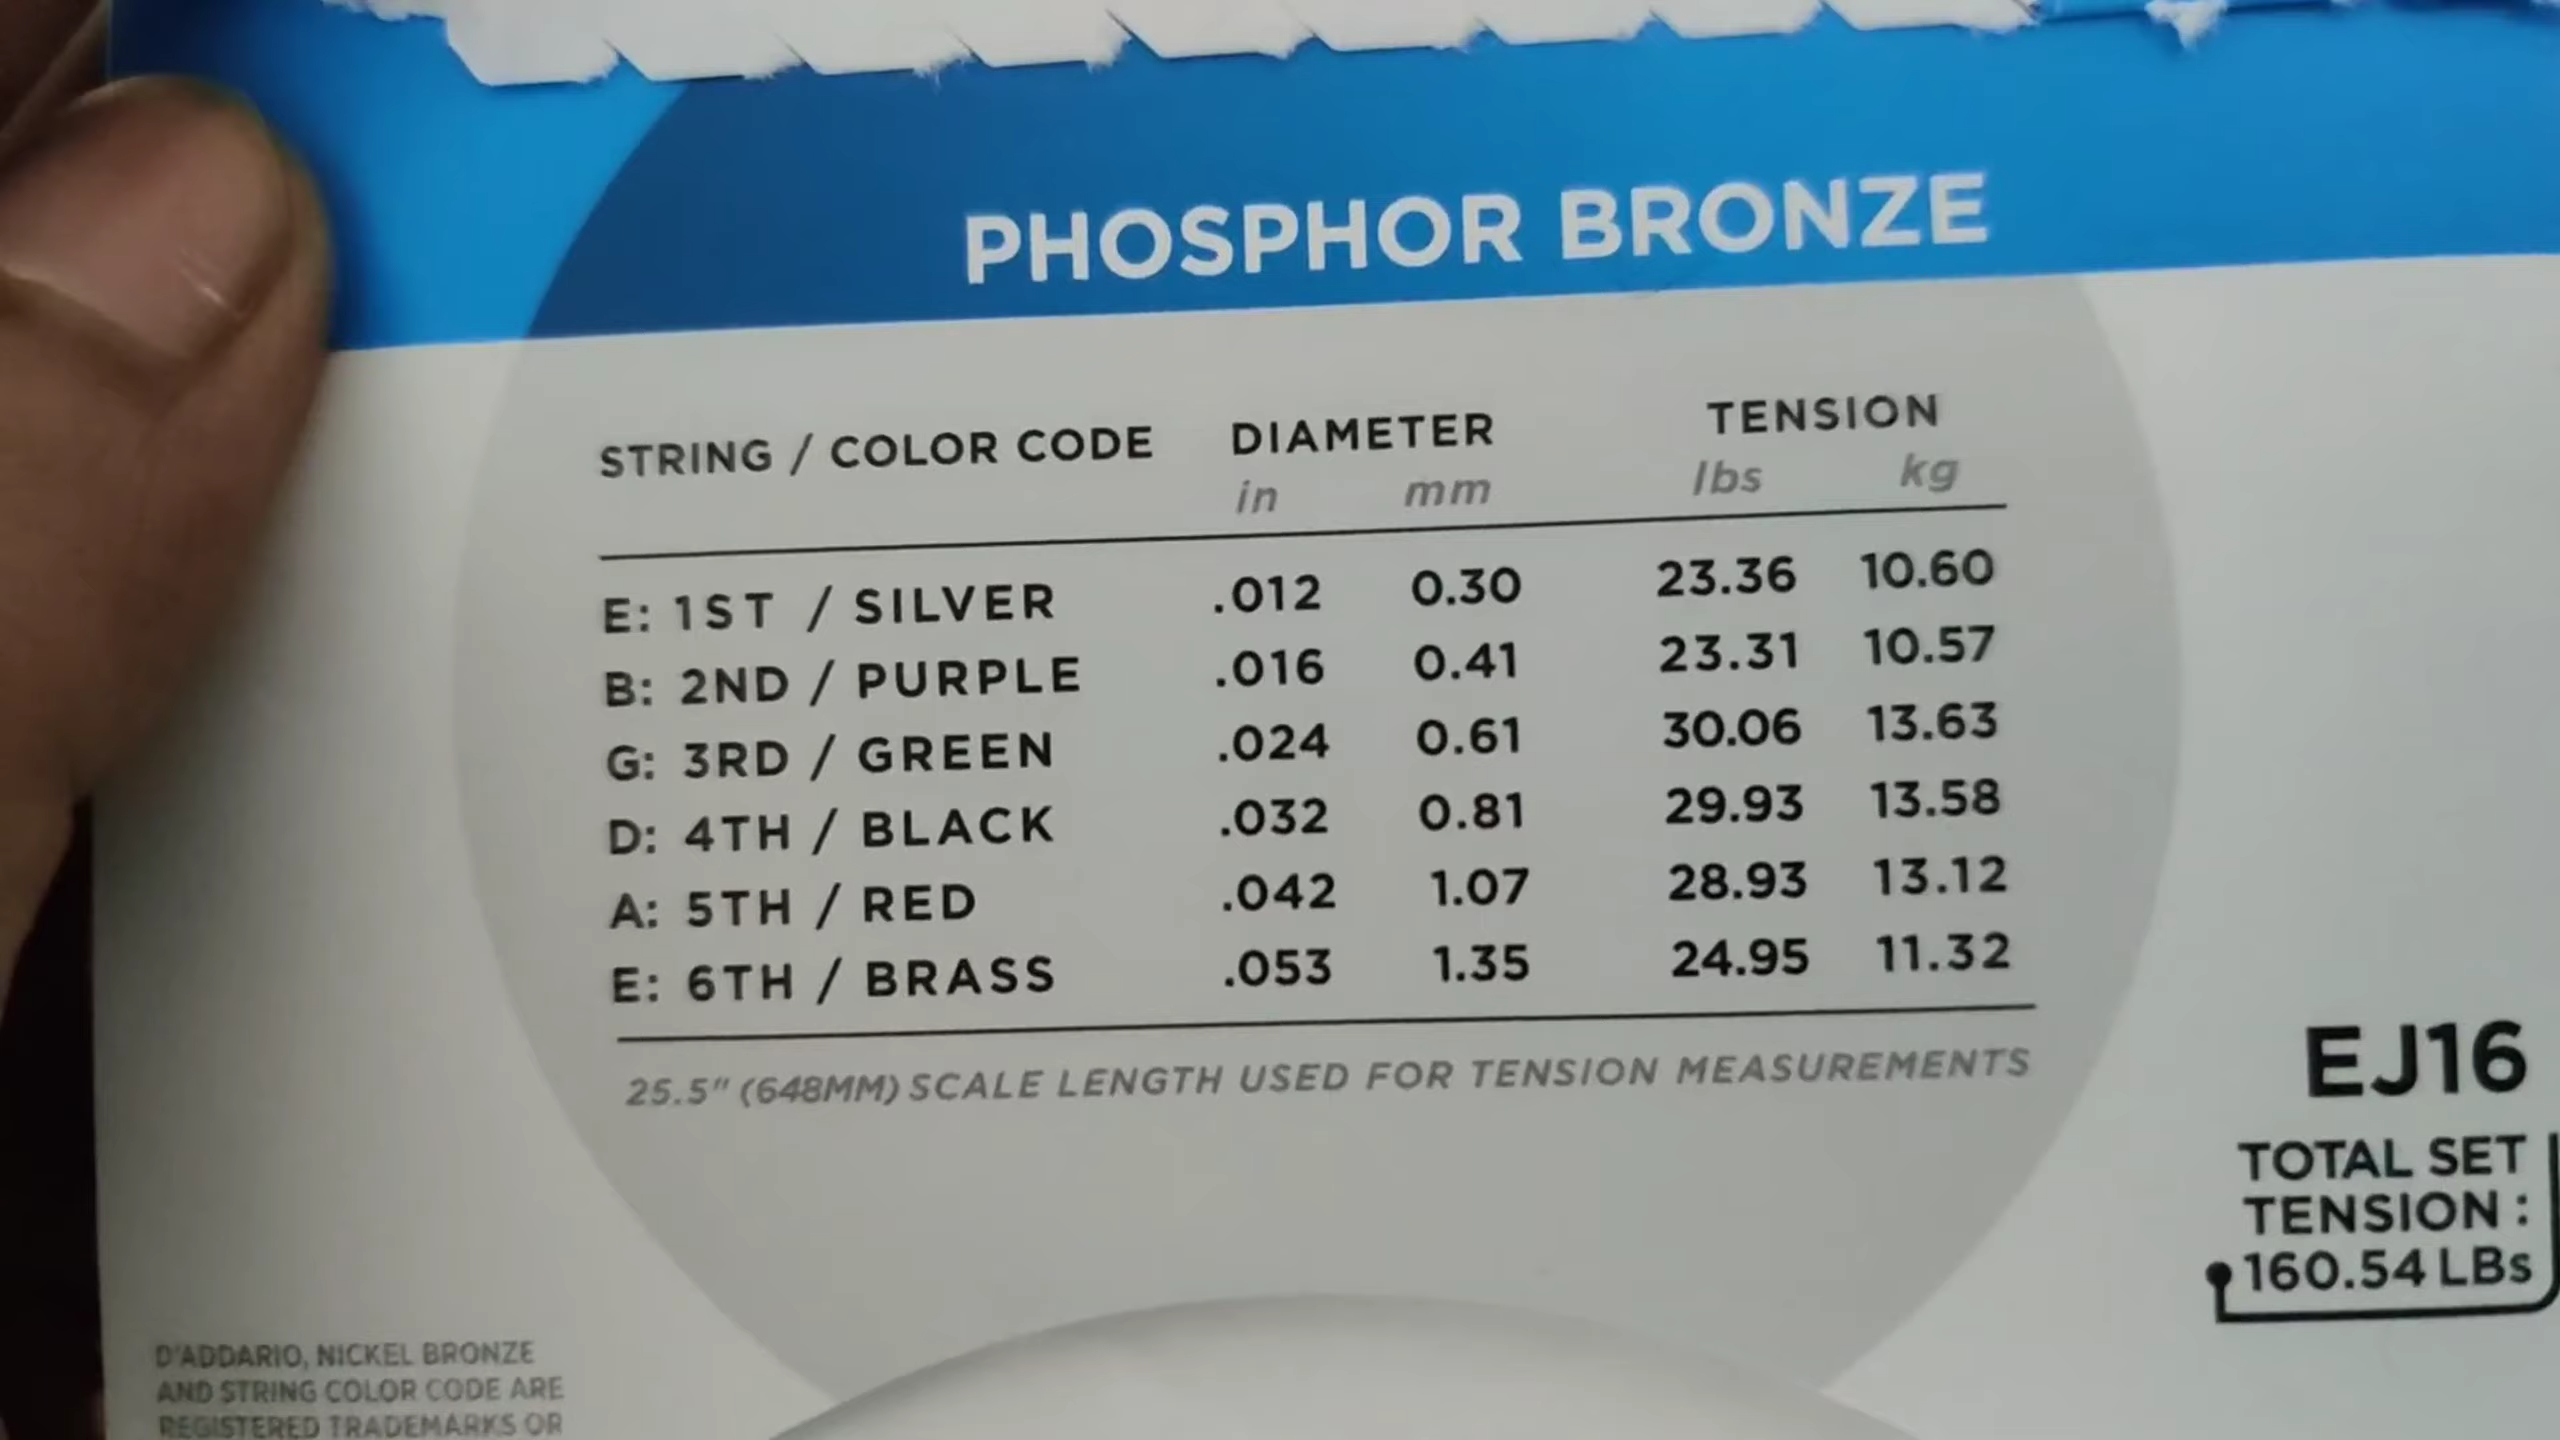 PHOSPHOR BRONZE
STRING / COLOR CODE DIAMETER TENSION
in mm lbs kg
E: 1ST / SILVER .012 0.30 23.36 10.60
B: 2ND / PURPLE .016 0.41 23.31 10.57
G: 3RD / GREEN .024 0.61 30.06 13.63
D: 4TH / BLACK .032 0.81 29.93 13.58
A: 5TH / RED .042 1.07 28.93 13.12
E: 6TH / BRASS .053 1.35 24.95 11.32
25.5" (648MM) SCALE LENGTH USED FOR TENSION MEASUREMENTS
EJ16
TOTAL SET
TENSION:
160.54 LBs
D'ADDARIO, NICKEL BRONZE
AND STRING COLOR CODE ARE
REGISTERED TRADEMARKS OR